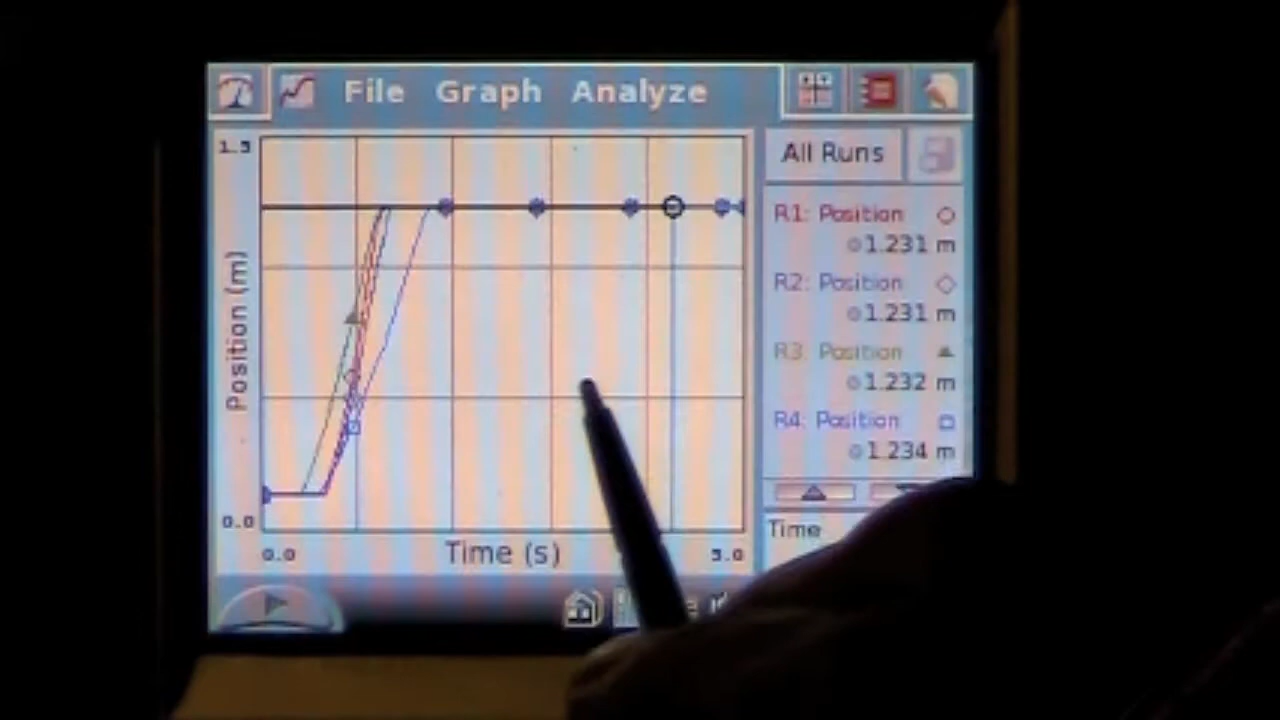 File Graph Analyze
1.5
All Runs
R1: Position
1.231 m
R2: Position
1.231 m
R3: Position
1.232 m
R4: Position
1.234 m
Position (m)
0.0
0.0
Time (s)
5.0
Time